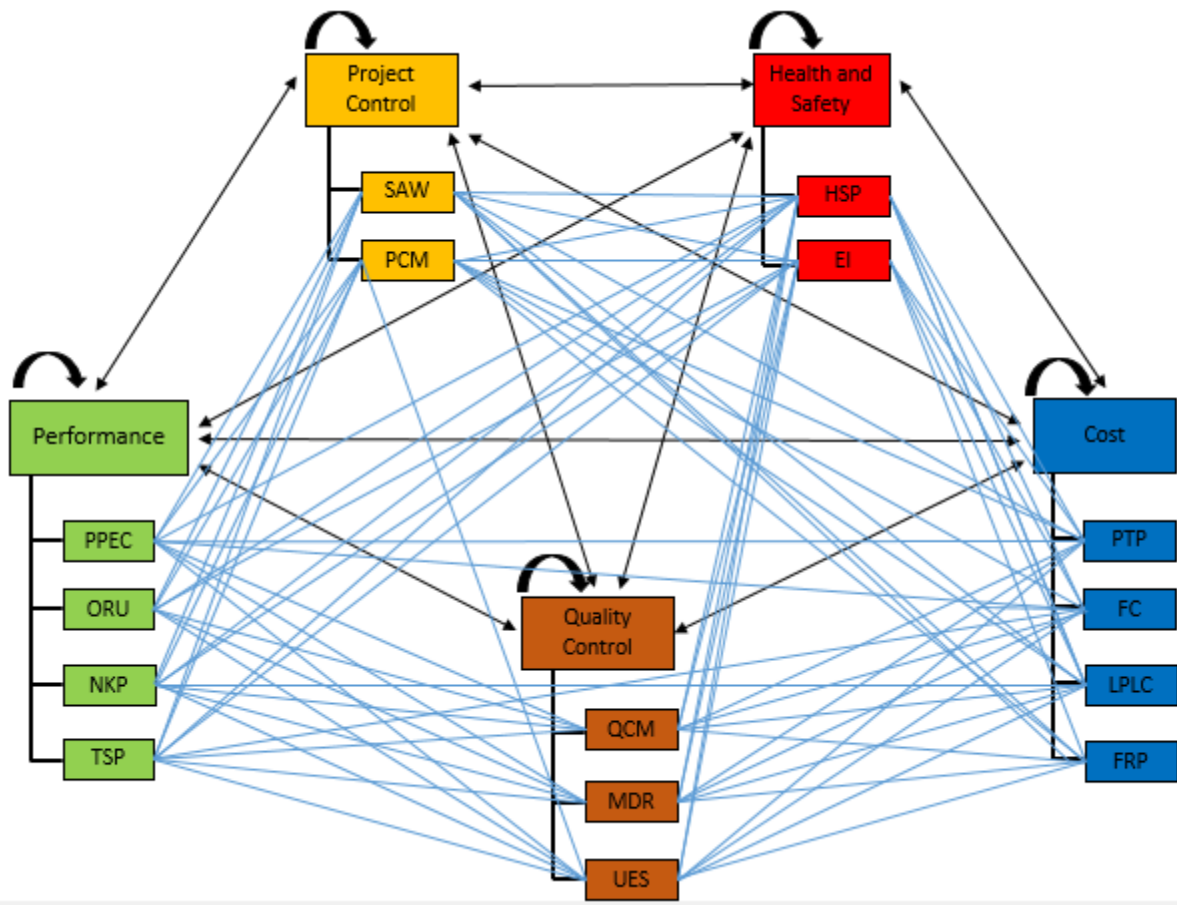 Project
Control
Health and
Safety
SAW
HSP
PCM
EI
Performance
Cost
PPEC
PTP
ORU
FC
Quality
Control
NKP
LPLC
QCM
TSP
FRP
MDR
UES